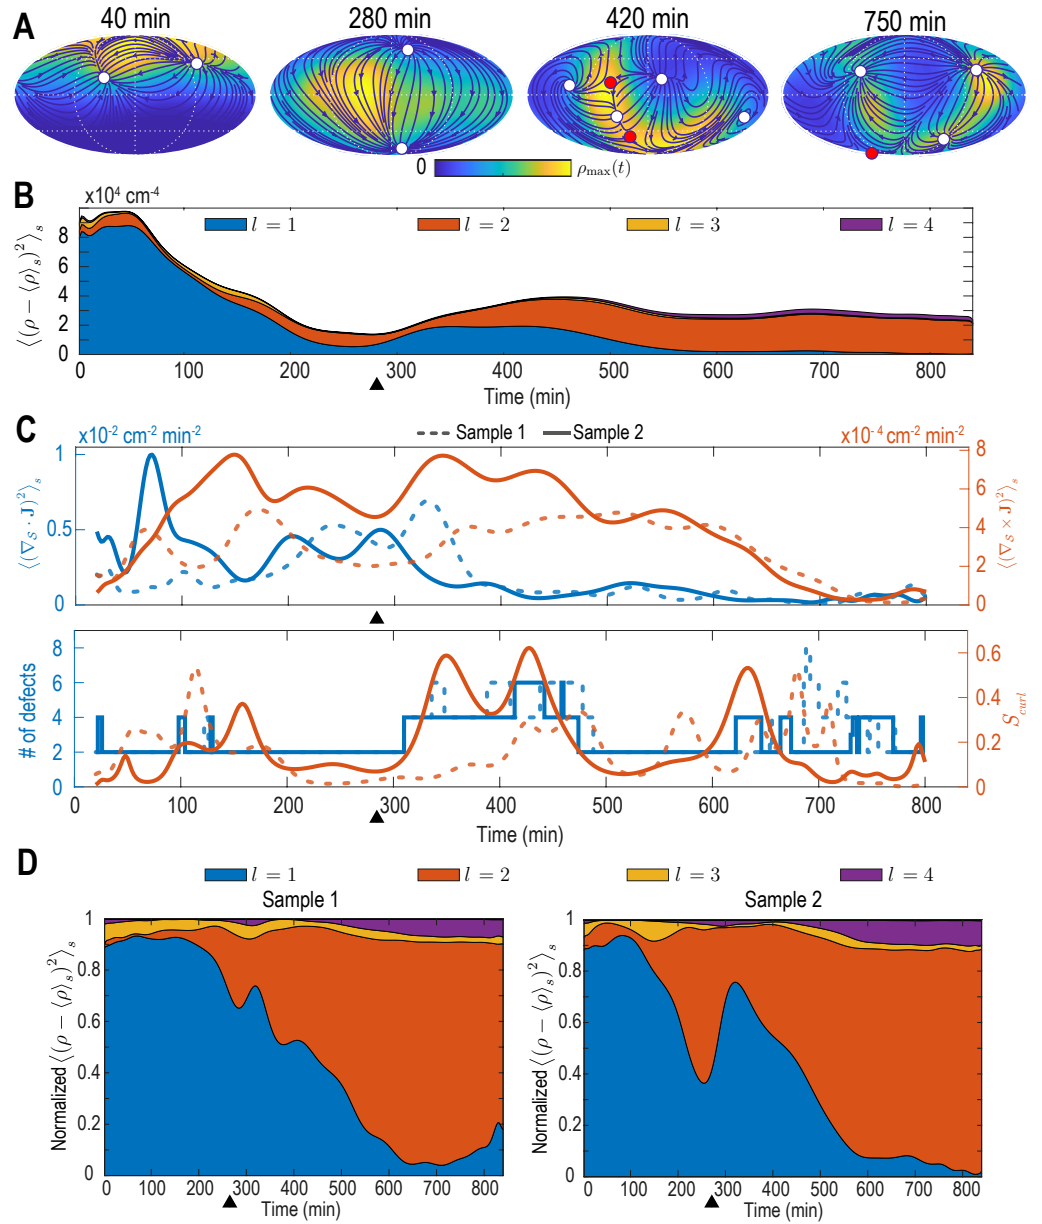 A
40 min 280 min 420 min 750 min
0 ρmax(t)
B
x10⁴ cm⁻⁴
l = 1 l = 2 l = 3 l = 4
8
6
4
2
0
⟨(ρ − ⟨ρ⟩ₛ)²⟩ₛ
0 100 200 300 400 500 600 700 800
Time (min)
C
x10⁻² cm⁻² min⁻² Sample 1 Sample 2 x10⁻⁴ cm⁻² min⁻²
1
0.5
0
⟨(∇𝒮 · J)²⟩ₛ
8
6
4
2
0
⟨(∇𝒮 × J)²⟩ₛ
8
6
4
2
0
# of defects
0.6
0.4
0.2
0
S_curl
0 100 200 300 400 500 600 700 800
Time (min)
D
l = 1 l = 2 l = 3 l = 4
Sample 1
1
0.8
0.6
0.4
0.2
0
Normalized ⟨(ρ − ⟨ρ⟩ₛ)²⟩ₛ
0 100 200 300 400 500 600 700 800
Time (min)
Sample 2
1
0.8
0.6
0.4
0.2
0
Normalized ⟨(ρ − ⟨ρ⟩ₛ)²⟩ₛ
0 100 200 300 400 500 600 700 800
Time (min)